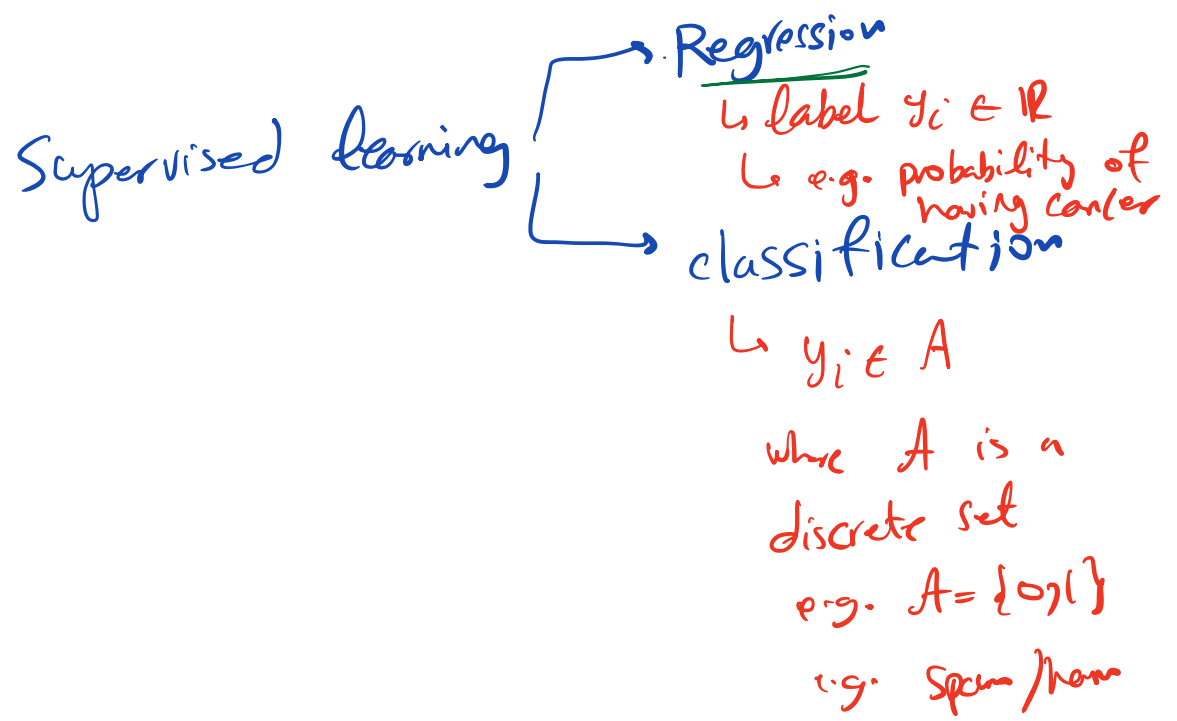 Supervised learning
Regression
label yi ∈ ℝ
e.g. probability of
having cancer
classification
yi ∈ A
where A is a
discrete set
e.g. A = {0,1}
e.g. spam/ham